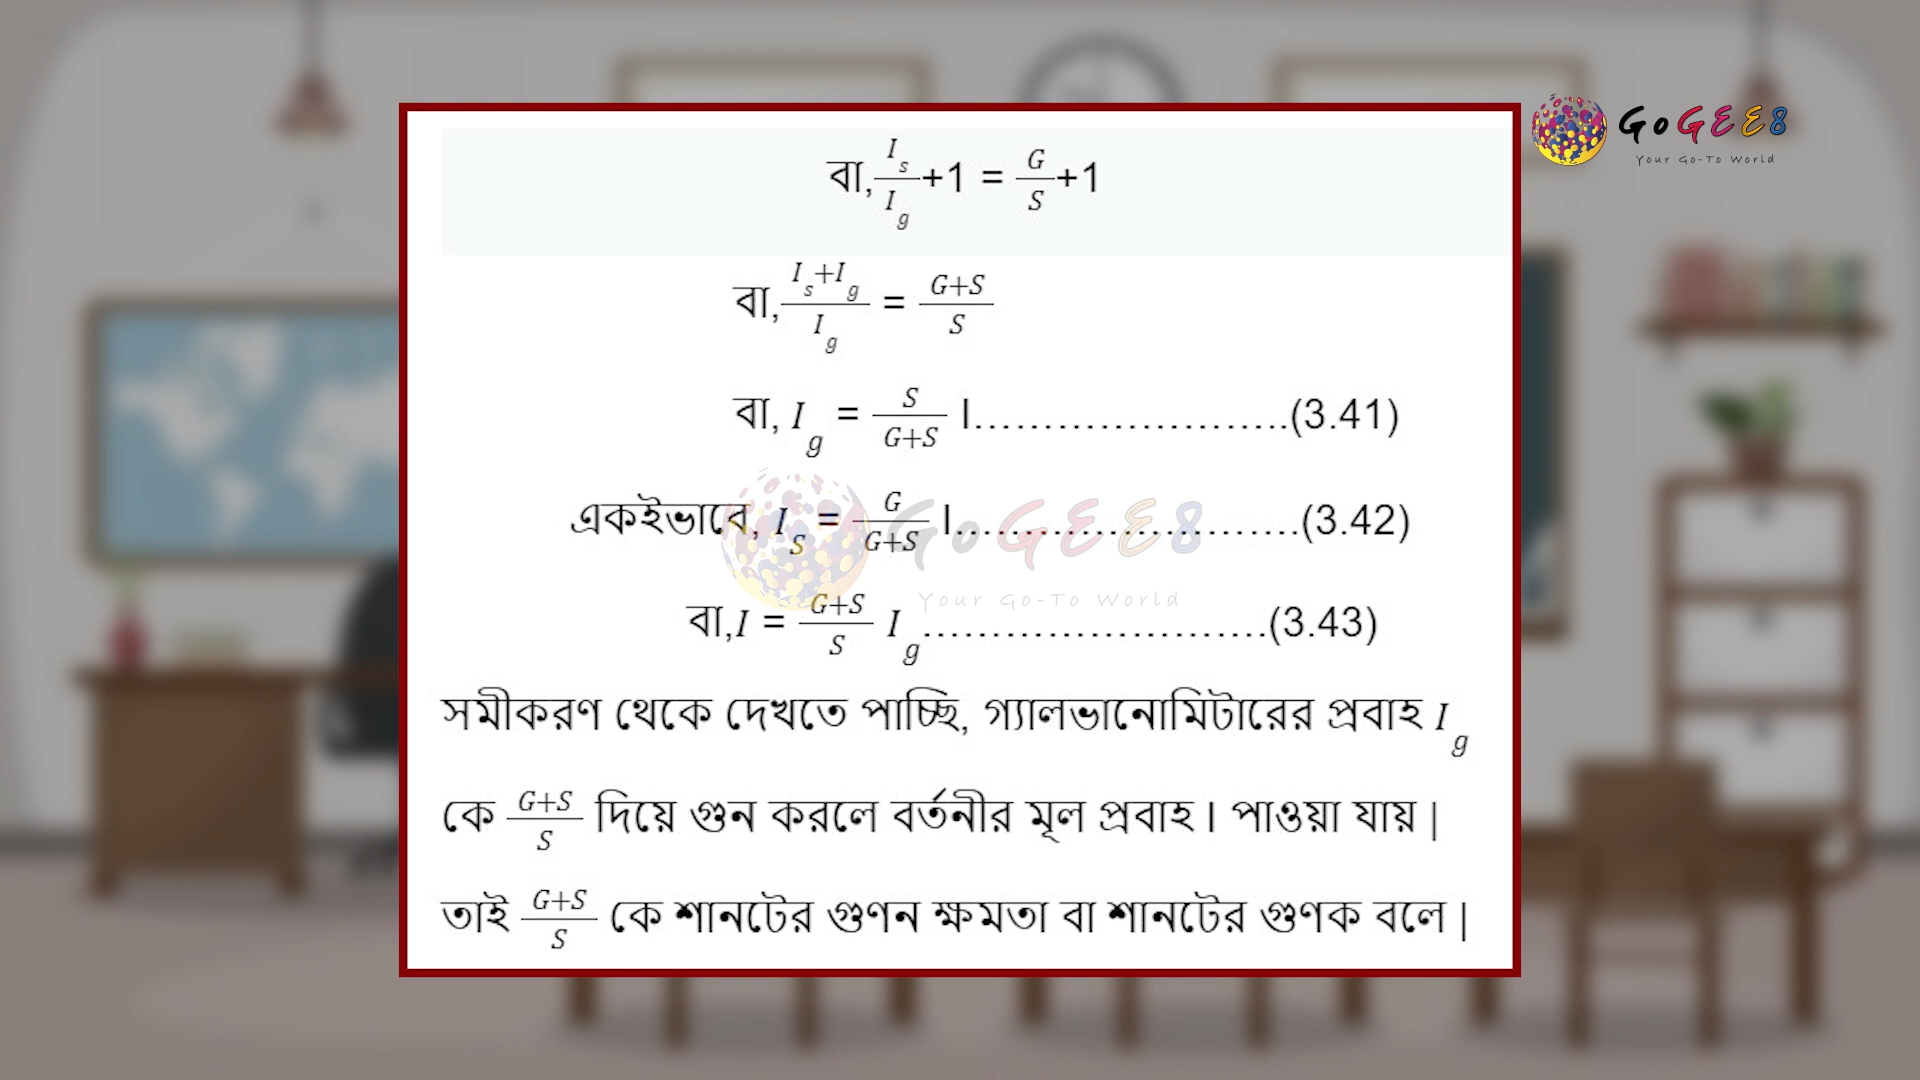 GoGEE8
Your Go-To World
বা, I_s/I_g +1 = G/S +1
বা, (I_s+I_g)/I_g = (G+S)/S
বা, I_g = S/(G+S) I……………………(3.41)
একইভাবে, I_S = G/(G+S) I……………………(3.42)
GoGEE8
Your Go-To World
বা, I = (G+S)/S I_g……………………(3.43)
সমীকরণ থেকে দেখতে পাচ্ছি, গ্যালভানোমিটারের প্রবাহ I_g
কে (G+S)/S দিয়ে গুন করলে বর্তনীর মূল প্রবাহ I পাওয়া যায় |
তাই (G+S)/S কে শানটের গুণন ক্ষমতা বা শানটের গুণক বলে |